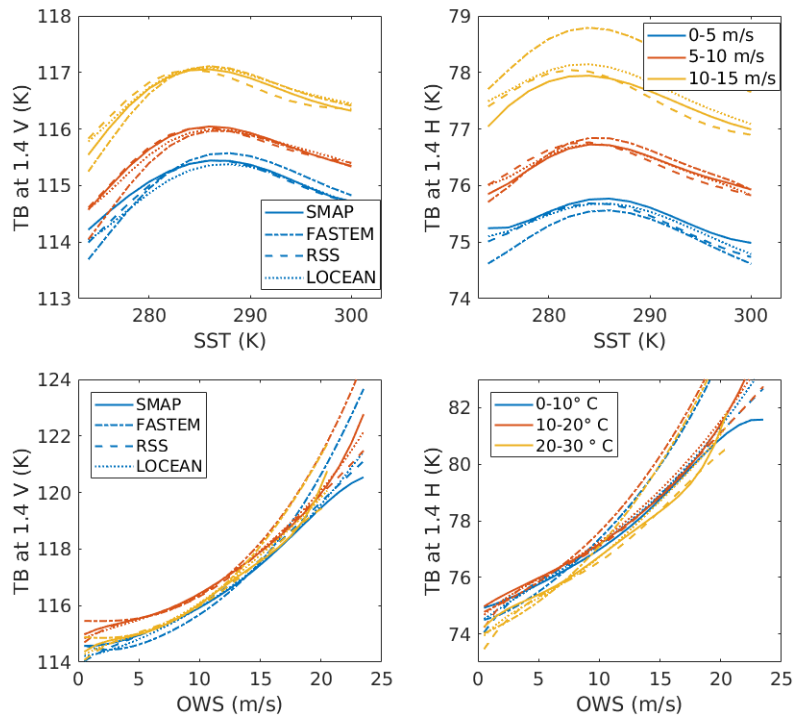 118
117
116
115
114
113
TB at 1.4 V (K)
280
290
300
SST (K)
SMAP
FASTEM
RSS
LOCEAN
79
78
77
76
75
74
TB at 1.4 H (K)
280
290
300
SST (K)
0-5 m/s
5-10 m/s
10-15 m/s
124
122
120
118
116
114
TB at 1.4 V (K)
0
5
10
15
20
25
OWS (m/s)
SMAP
FASTEM
RSS
LOCEAN
82
80
78
76
74
TB at 1.4 H (K)
0
5
10
15
20
25
OWS (m/s)
0-10° C
10-20° C
20-30 ° C